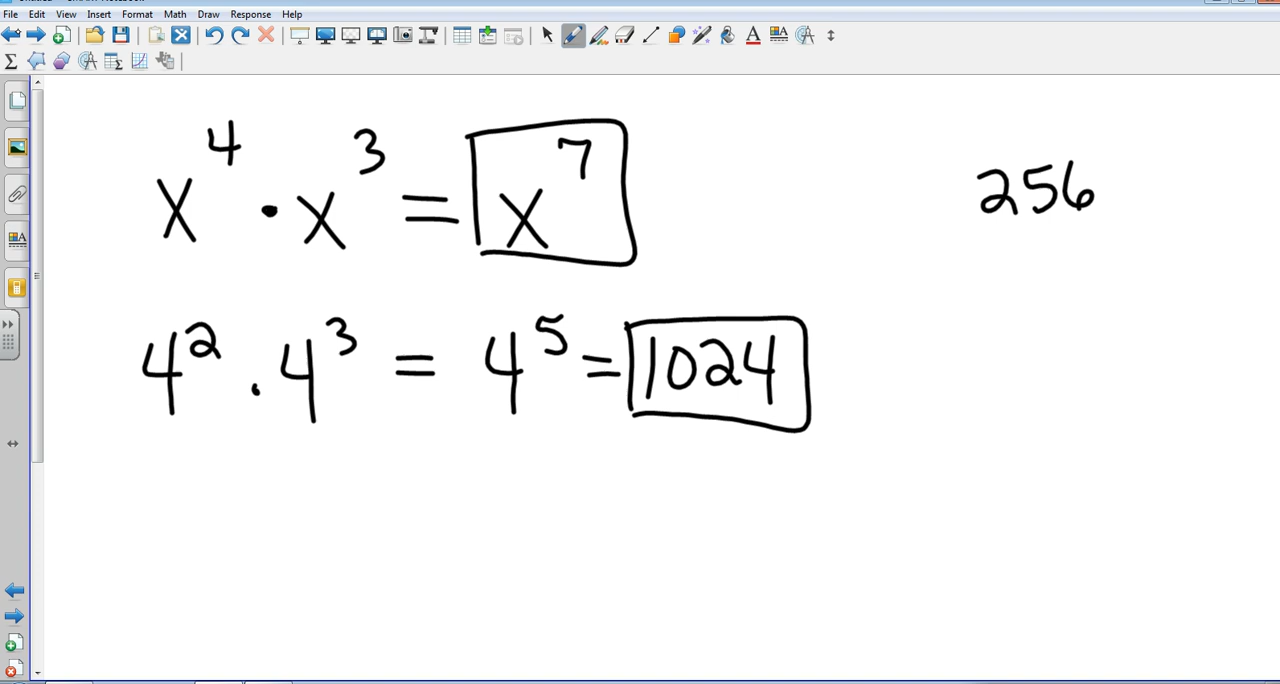 File Edit View Insert Format Math Draw Response Help
x⁴ · x³ = x⁷
256
4² · 4³ = 4⁵ = 1024